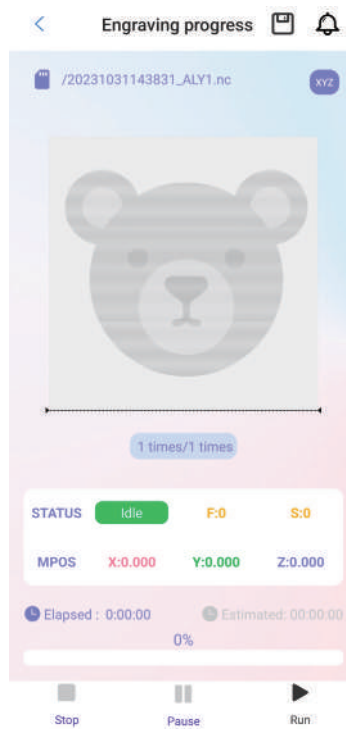 Engraving progress
/20231031143831_ALY1.nc
XYZ
1 times/1 times
STATUS Idle F:0 S:0
MPOS X:0.000 Y:0.000 Z:0.000
Elapsed : 0:00:00 Estimated: 00:00:00
0%
Stop Pause Run